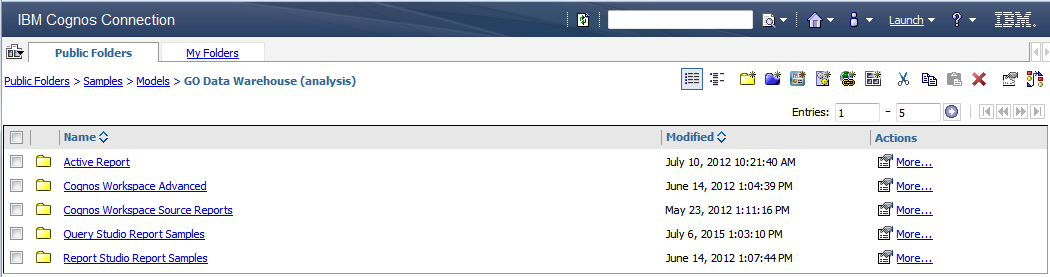 IBM Cognos Connection
Launch
?
IBM.
Public Folders
My Folders
Public Folders > Samples > Models > GO Data Warehouse (analysis)
Entries: 1 - 5
Name Modified Actions
Active Report July 10, 2012 10:21:40 AM More...
Cognos Workspace Advanced June 14, 2012 1:04:39 PM More...
Cognos Workspace Source Reports May 23, 2012 1:11:16 PM More...
Query Studio Report Samples July 6, 2015 1:03:10 PM More...
Report Studio Report Samples June 14, 2012 1:07:44 PM More...